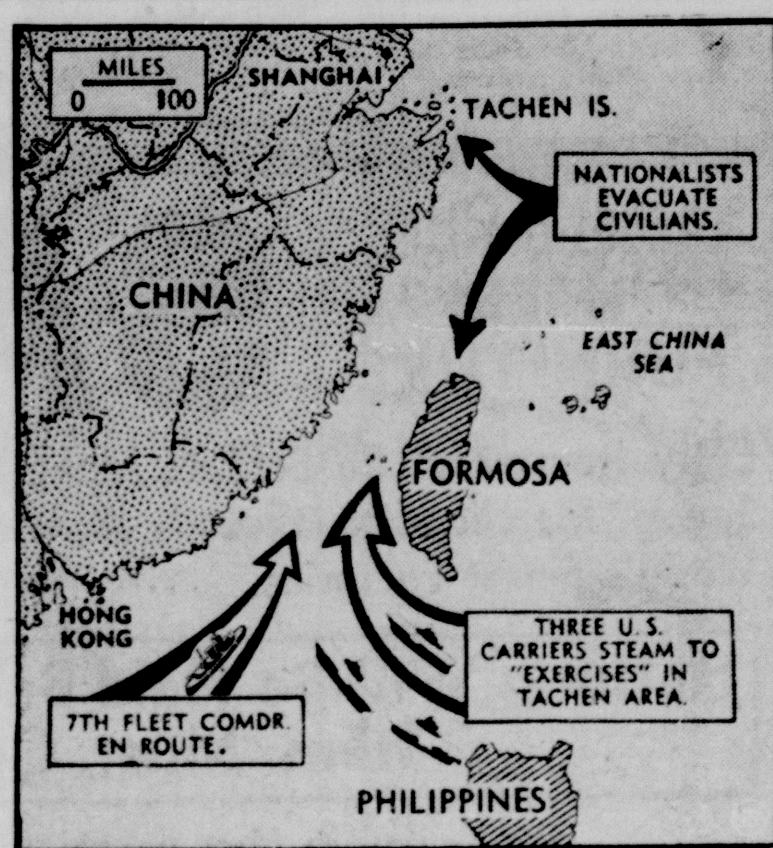 MILES
0 100
SHANGHAI
TACHEN IS.
NATIONALISTS
EVACUATE
CIVILIANS.
CHINA
EAST CHINA
SEA
FORMOSA
HONG
KONG
THREE U.S.
CARRIERS STEAM TO
"EXERCISES" IN
TACHEN AREA.
7TH FLEET COMDR.
EN ROUTE.
PHILIPPINES